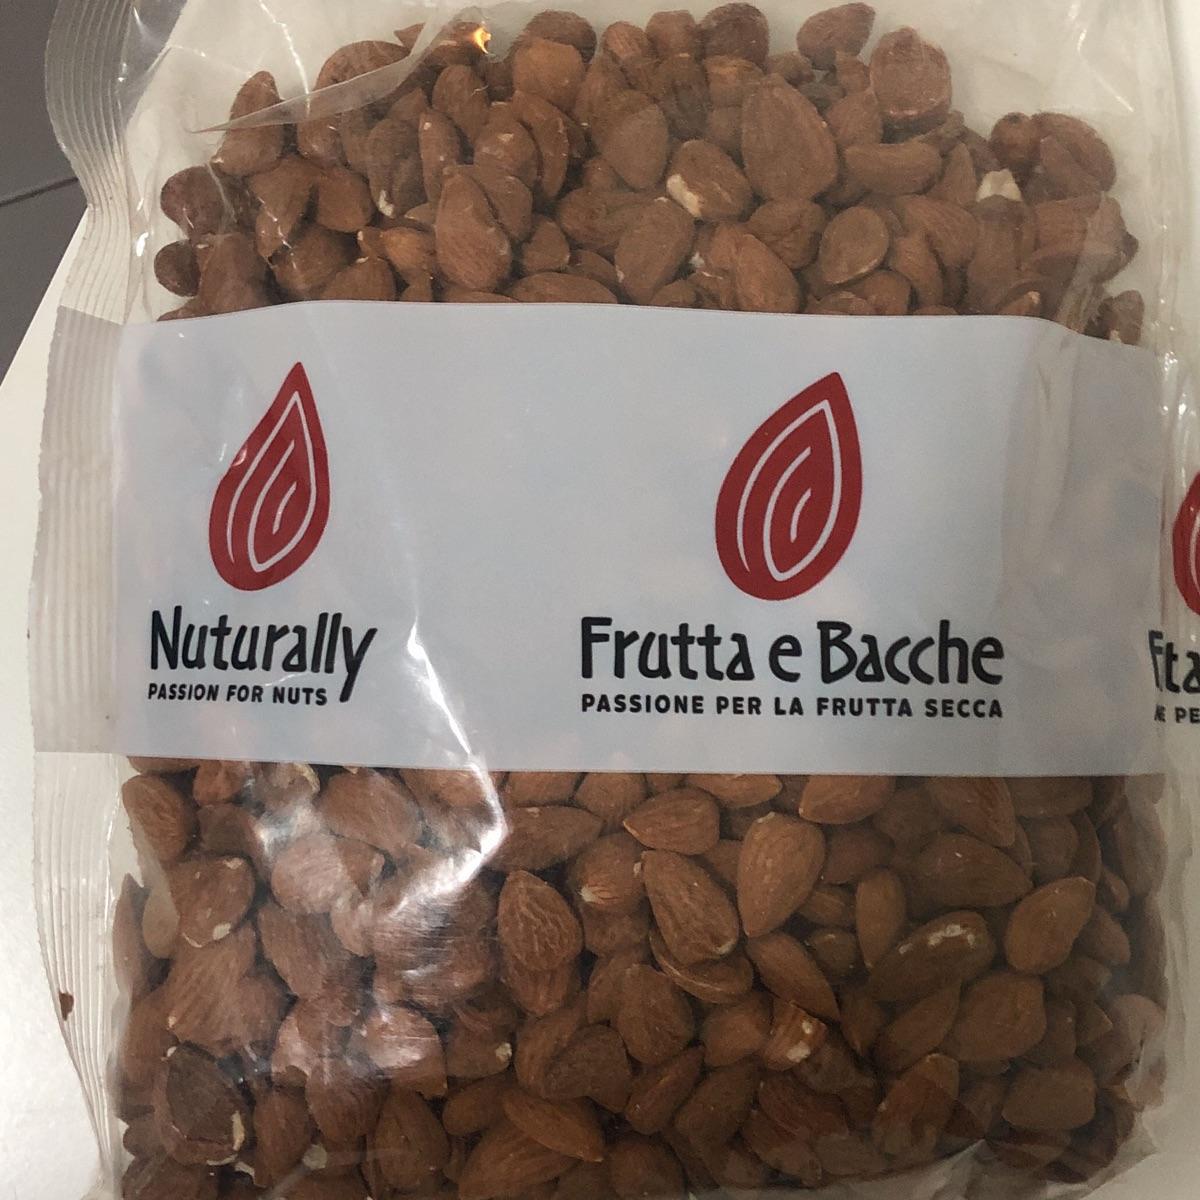 Nuturally
PASSION FOR NUTS
Frutta e Bacche
PASSIONE PER LA FRUTTA SECCA